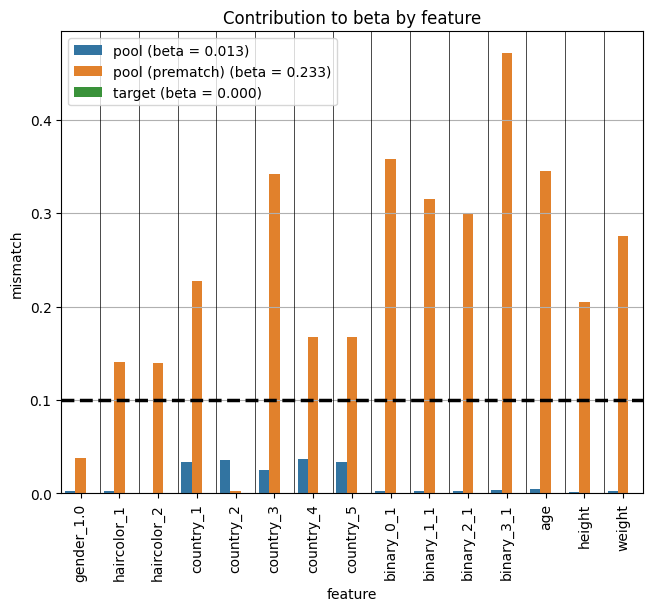 Contribution to beta by feature
pool (beta = 0.013)
pool (prematch) (beta = 0.233)
target (beta = 0.000)
mismatch
0.4
0.3
0.2
0.1
0.0
gender_1.0
haircolor_1
haircolor_2
country_1
country_2
country_3
country_4
country_5
binary_0_1
binary_1_1
binary_2_1
binary_3_1
age
height
weight
feature